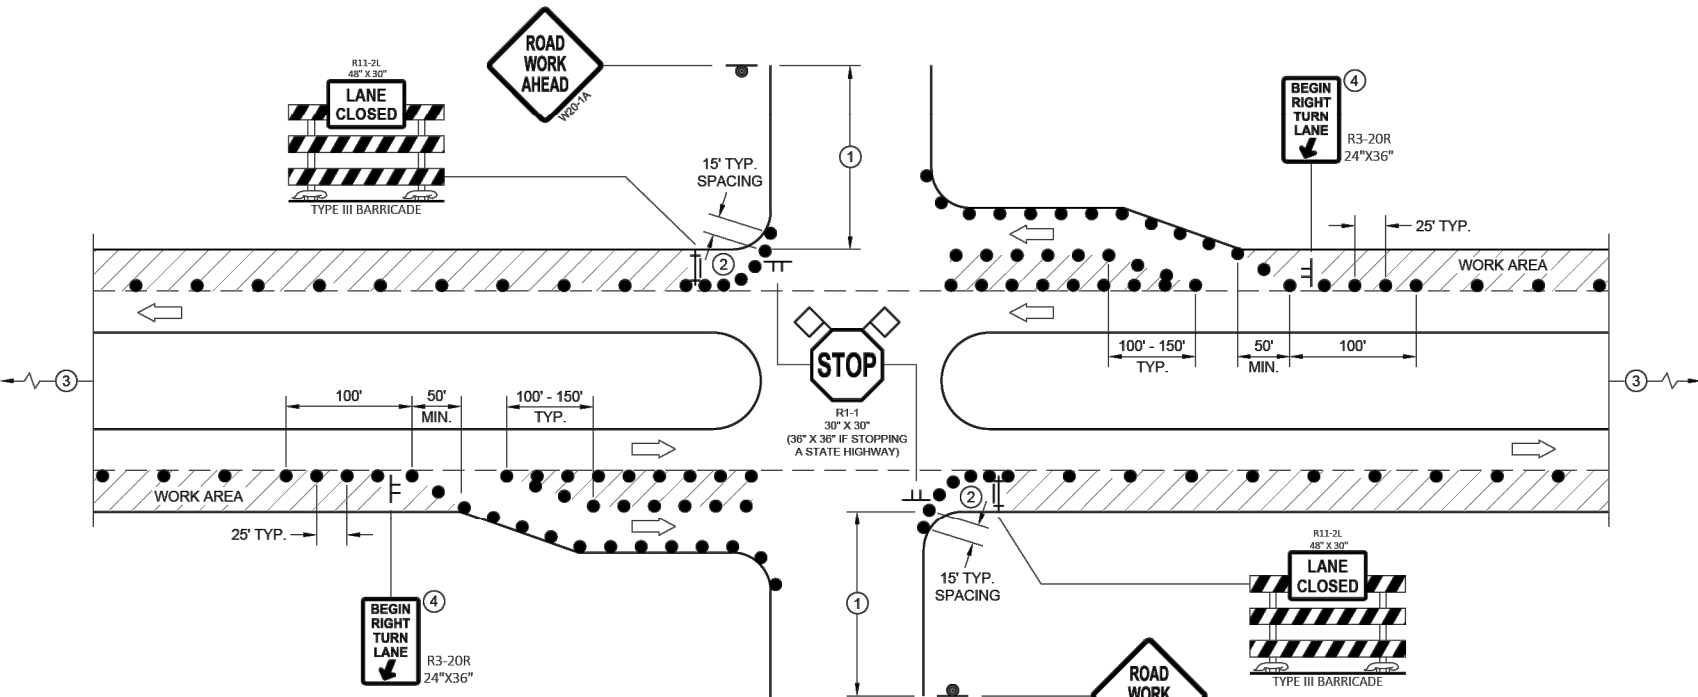 ROAD
WORK
AHEAD
W20-1A
R11-2L
48" X 30"
LANE
CLOSED
TYPE III BARRICADE
15' TYP.
SPACING
1
2
4
BEGIN
RIGHT
TURN
LANE
R3-20R
24"X36"
25' TYP.
WORK AREA
100' - 150'
TYP.
50'
MIN.
100'
3
3
STOP
R1-1
30" X 30"
(36" X 36" IF STOPPING
A STATE HIGHWAY)
100'
50'
MIN.
100' - 150'
TYP.
WORK AREA
25' TYP.
4
BEGIN
RIGHT
TURN
LANE
R3-20R
24"X36"
2
15' TYP.
SPACING
1
R11-2L
48" X 30"
LANE
CLOSED
TYPE III BARRICADE
ROAD
WORK